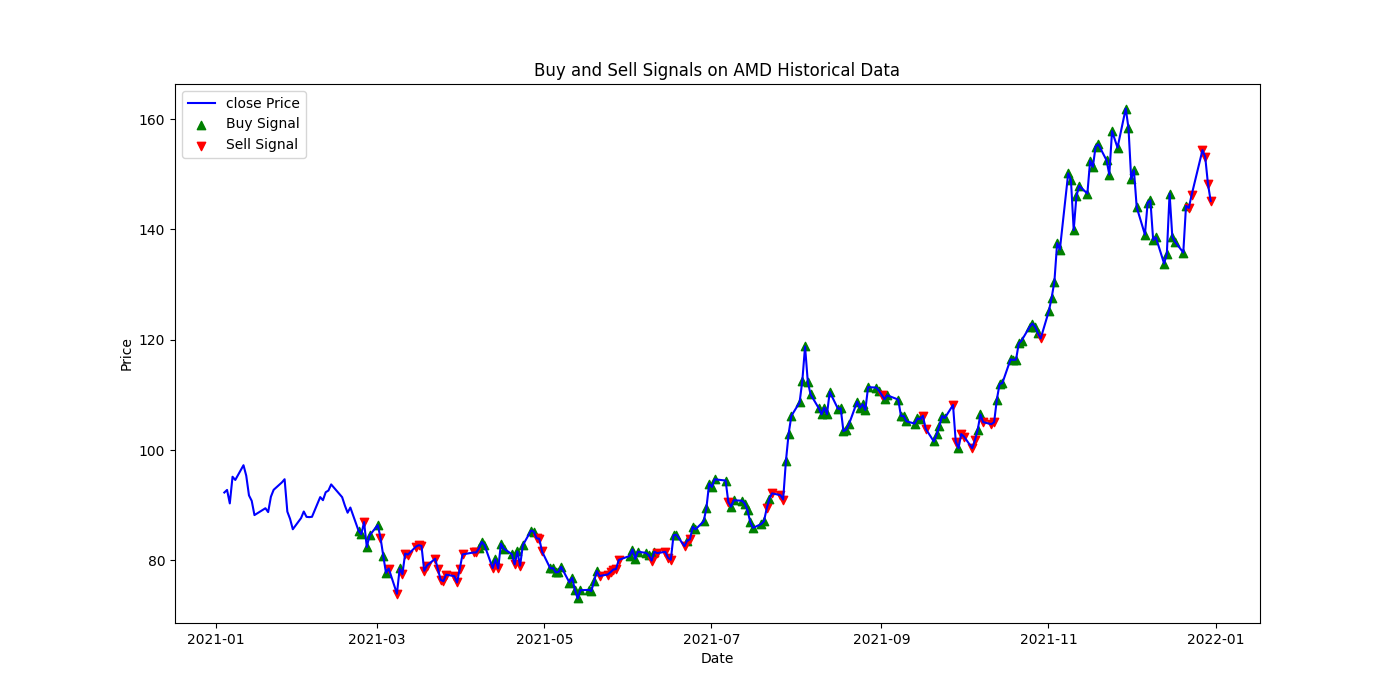 Buy and Sell Signals on AMD Historical Data
close Price
Buy Signal
Sell Signal
160
140
120
100
80
Price
2021-01 2021-03 2021-05 2021-07 2021-09 2021-11 2022-01
Date